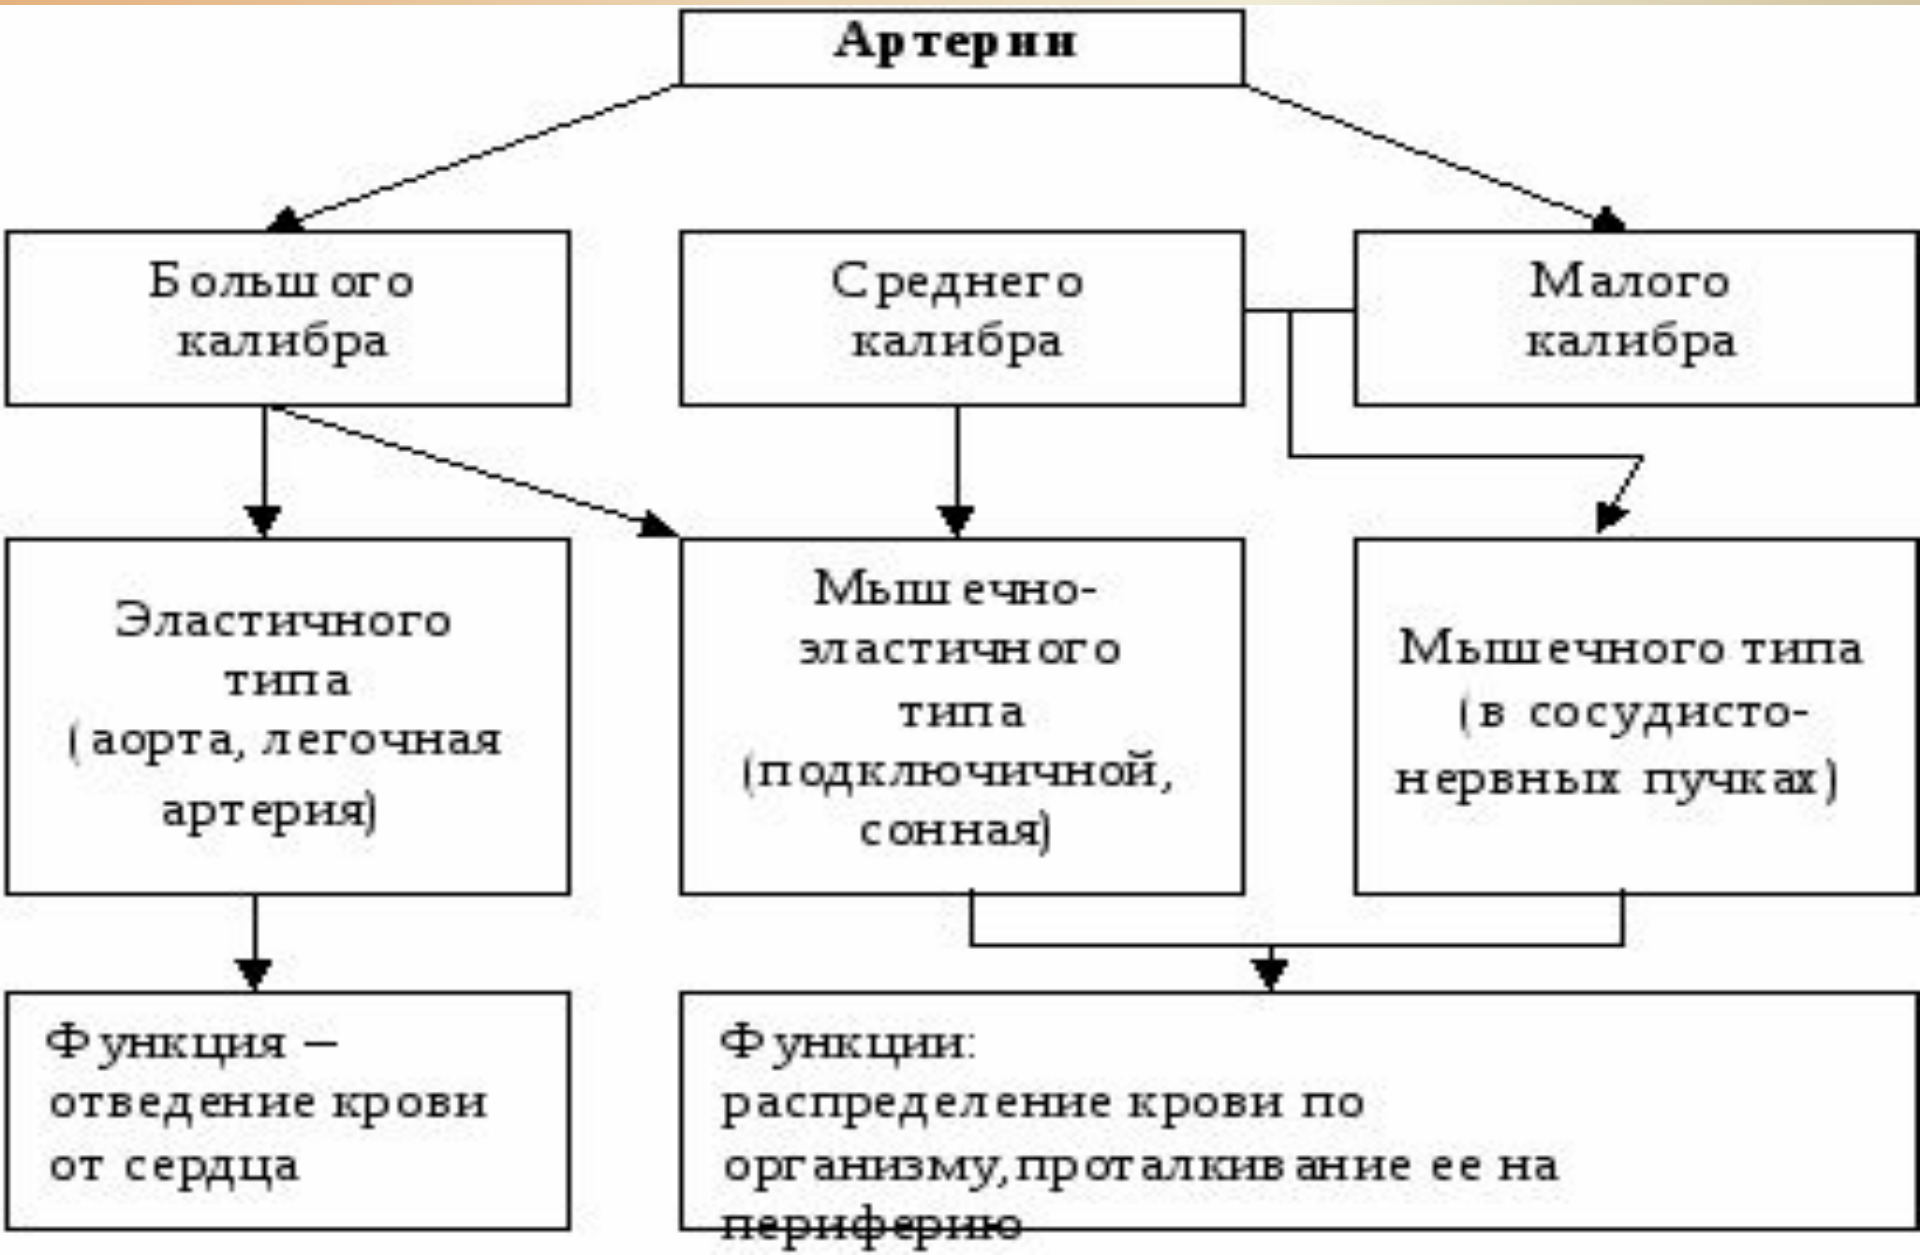 Артерии
Большого
калибра
Среднего
калибра
Малого
калибра
Эластичного
типа
(аорта, легочная
артерия)
Мышечно-
эластичного
типа
(подключичной,
сонная)
Мышечного типа
(в сосудисто-
нервных пучках)
Функция –
отведение крови
от сердца
Функции:
распределение крови по
организму, проталкивание ее на
периферию